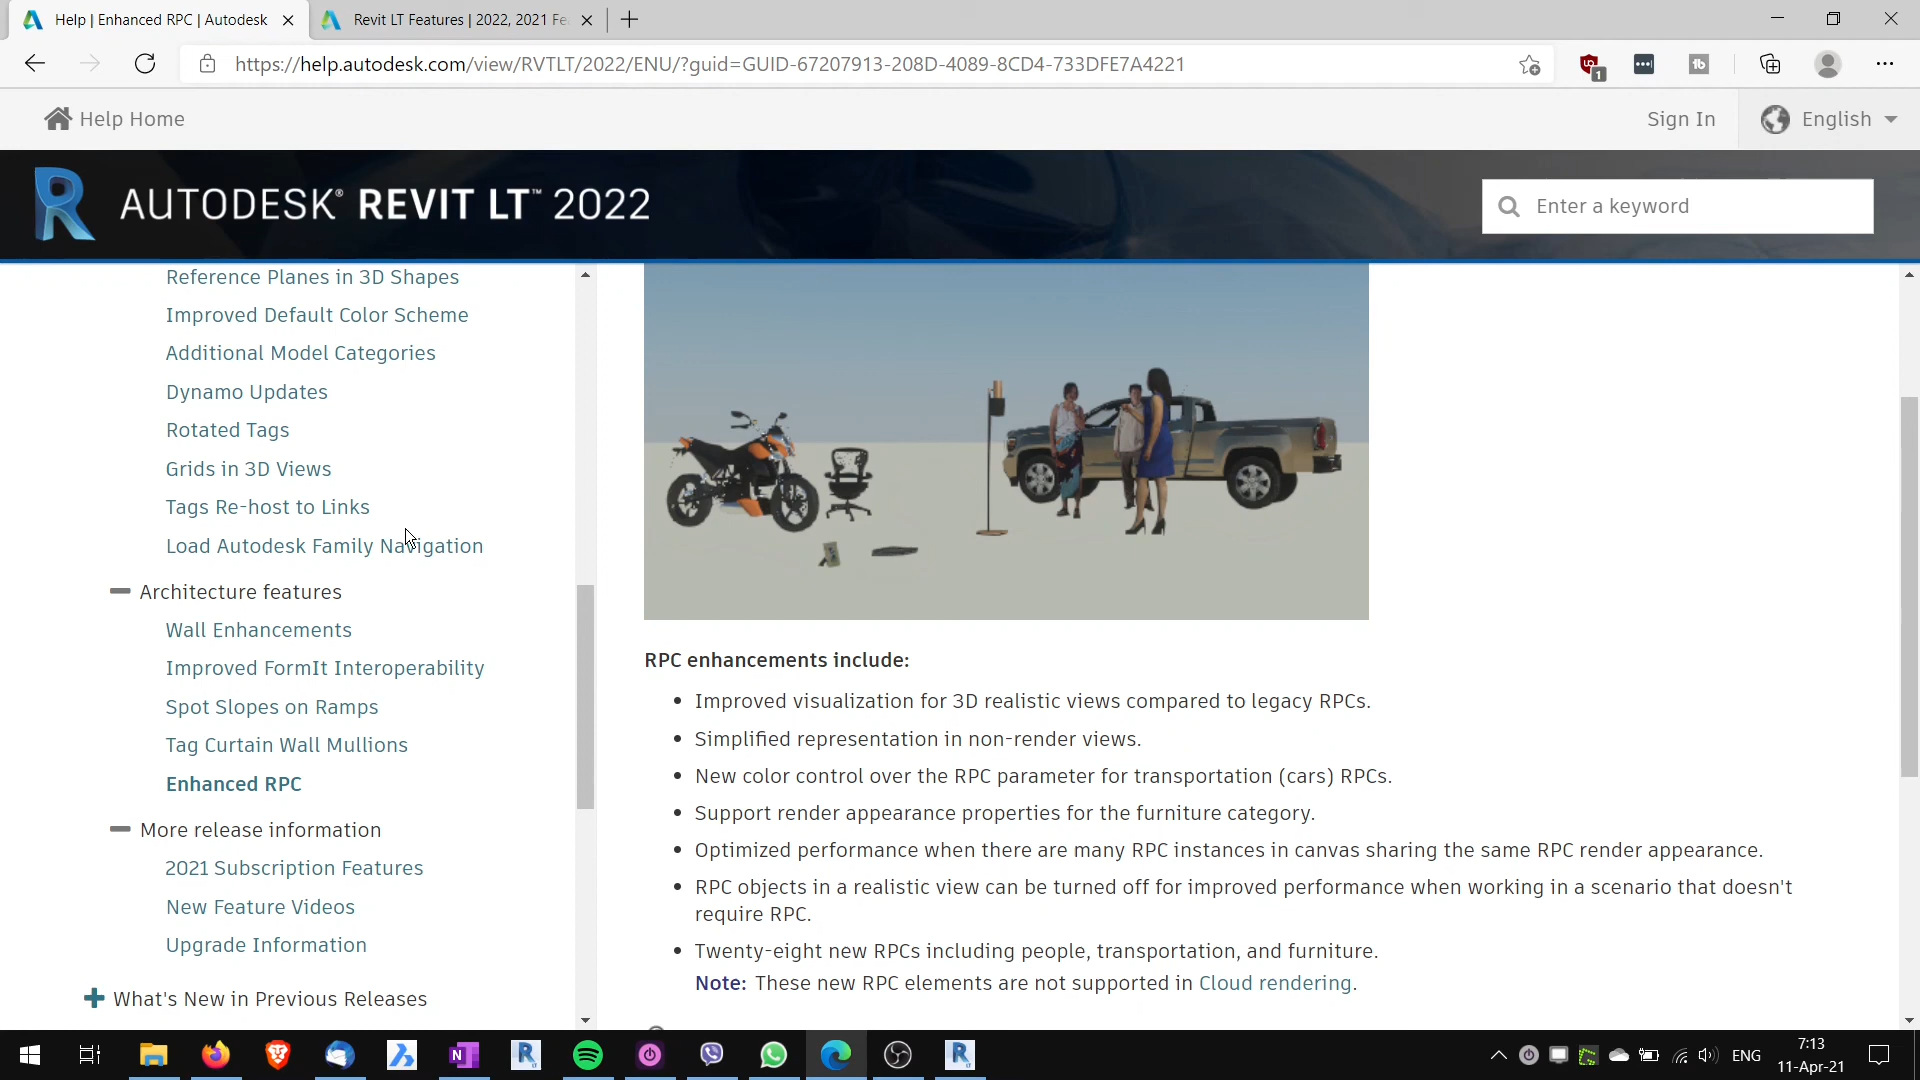 Help | Enhanced RPC | Autodesk
Revit LT Features | 2022, 2021 Fe
https://help.autodesk.com/view/RVTLT/2022/ENU/?guid=GUID-67207913-208D-4089-8CD4-733DFE7A4221
1
Help Home
Sign In
English
AUTODESK® REVIT LT™ 2022
Enter a keyword
Reference Planes in 3D Shapes
Improved Default Color Scheme
Additional Model Categories
Dynamo Updates
Rotated Tags
Grids in 3D Views
Tags Re-host to Links
Load Autodesk Family Navigation
Architecture features
Wall Enhancements
Improved FormIt Interoperability
Spot Slopes on Ramps
Tag Curtain Wall Mullions
Enhanced RPC
More release information
2021 Subscription Features
New Feature Videos
Upgrade Information
What's New in Previous Releases
RPC enhancements include:
Improved visualization for 3D realistic views compared to legacy RPCs.
Simplified representation in non-render views.
New color control over the RPC parameter for transportation (cars) RPCs.
Support render appearance properties for the furniture category.
Optimized performance when there are many RPC instances in canvas sharing the same RPC render appearance.
RPC objects in a realistic view can be turned off for improved performance when working in a scenario that doesn't
require RPC.
Twenty-eight new RPCs including people, transportation, and furniture.
Note: These new RPC elements are not supported in Cloud rendering.
ENG
7:13
11-Apr-21